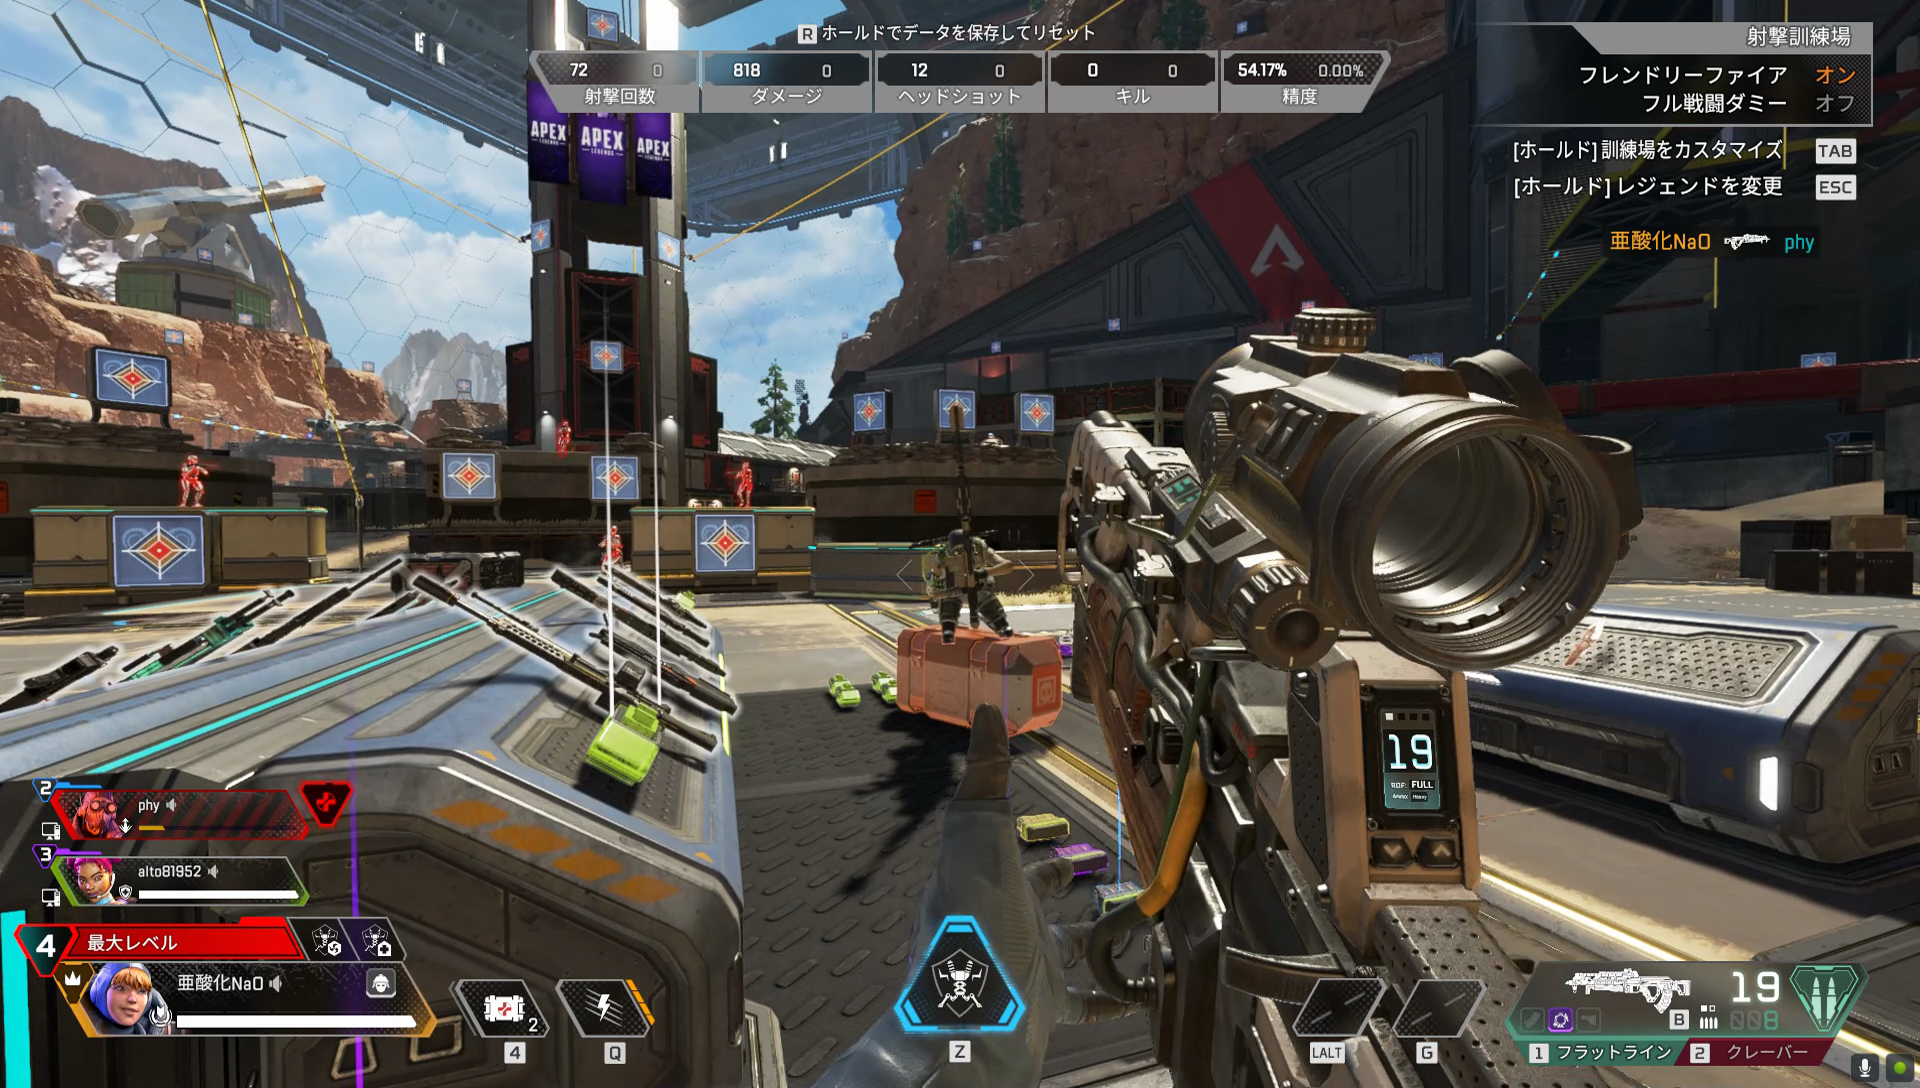 R ホールドでデータを保存してリセット
72 0 818 0 12 0 0 0 54.17% 0.00%
射撃回数 ダメージ ヘッドショット キル 精度
射撃訓練場
フレンドリーファイア オン
フル戦闘ダミー オフ
[ホールド]訓練場をカスタマイズ TAB
[ホールド]レジェンドを変更 ESC
亜酸化NaO phy
APEX LEGENDS APEX LEGENDS APEX LEGENDS
19
ROF: FULL
Ammo: Heavy
2 phy
3 alto81952
4 最大レベル
亜酸化NaO
2
4 Q Z LALT G
B 19
008
1 フラットライン 2 クレーバー